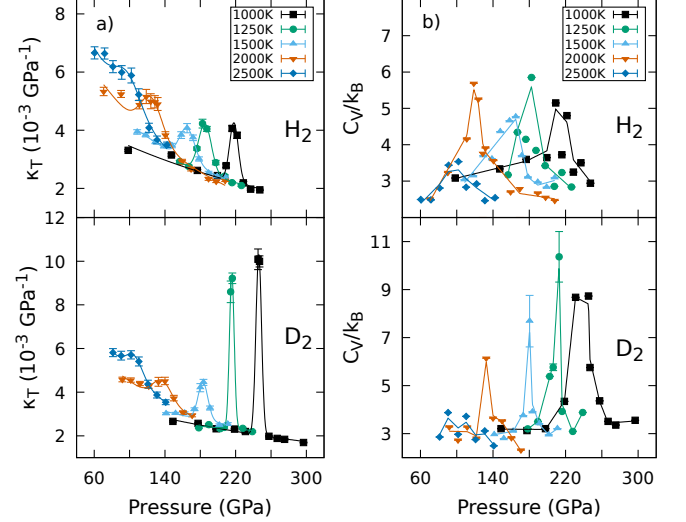 a)
1000K
1250K
1500K
2000K
2500K
H2
κT (10-3 GPa-1)
8
6
4
2
b)
1000K
1250K
1500K
2000K
2500K
H2
CV/kB
7
6
5
4
3
D2
κT (10-3 GPa-1)
12
10
8
6
4
2
60 140 220 300
Pressure (GPa)
D2
CV/kB
11
9
7
5
3
60 140 220 300
Pressure (GPa)